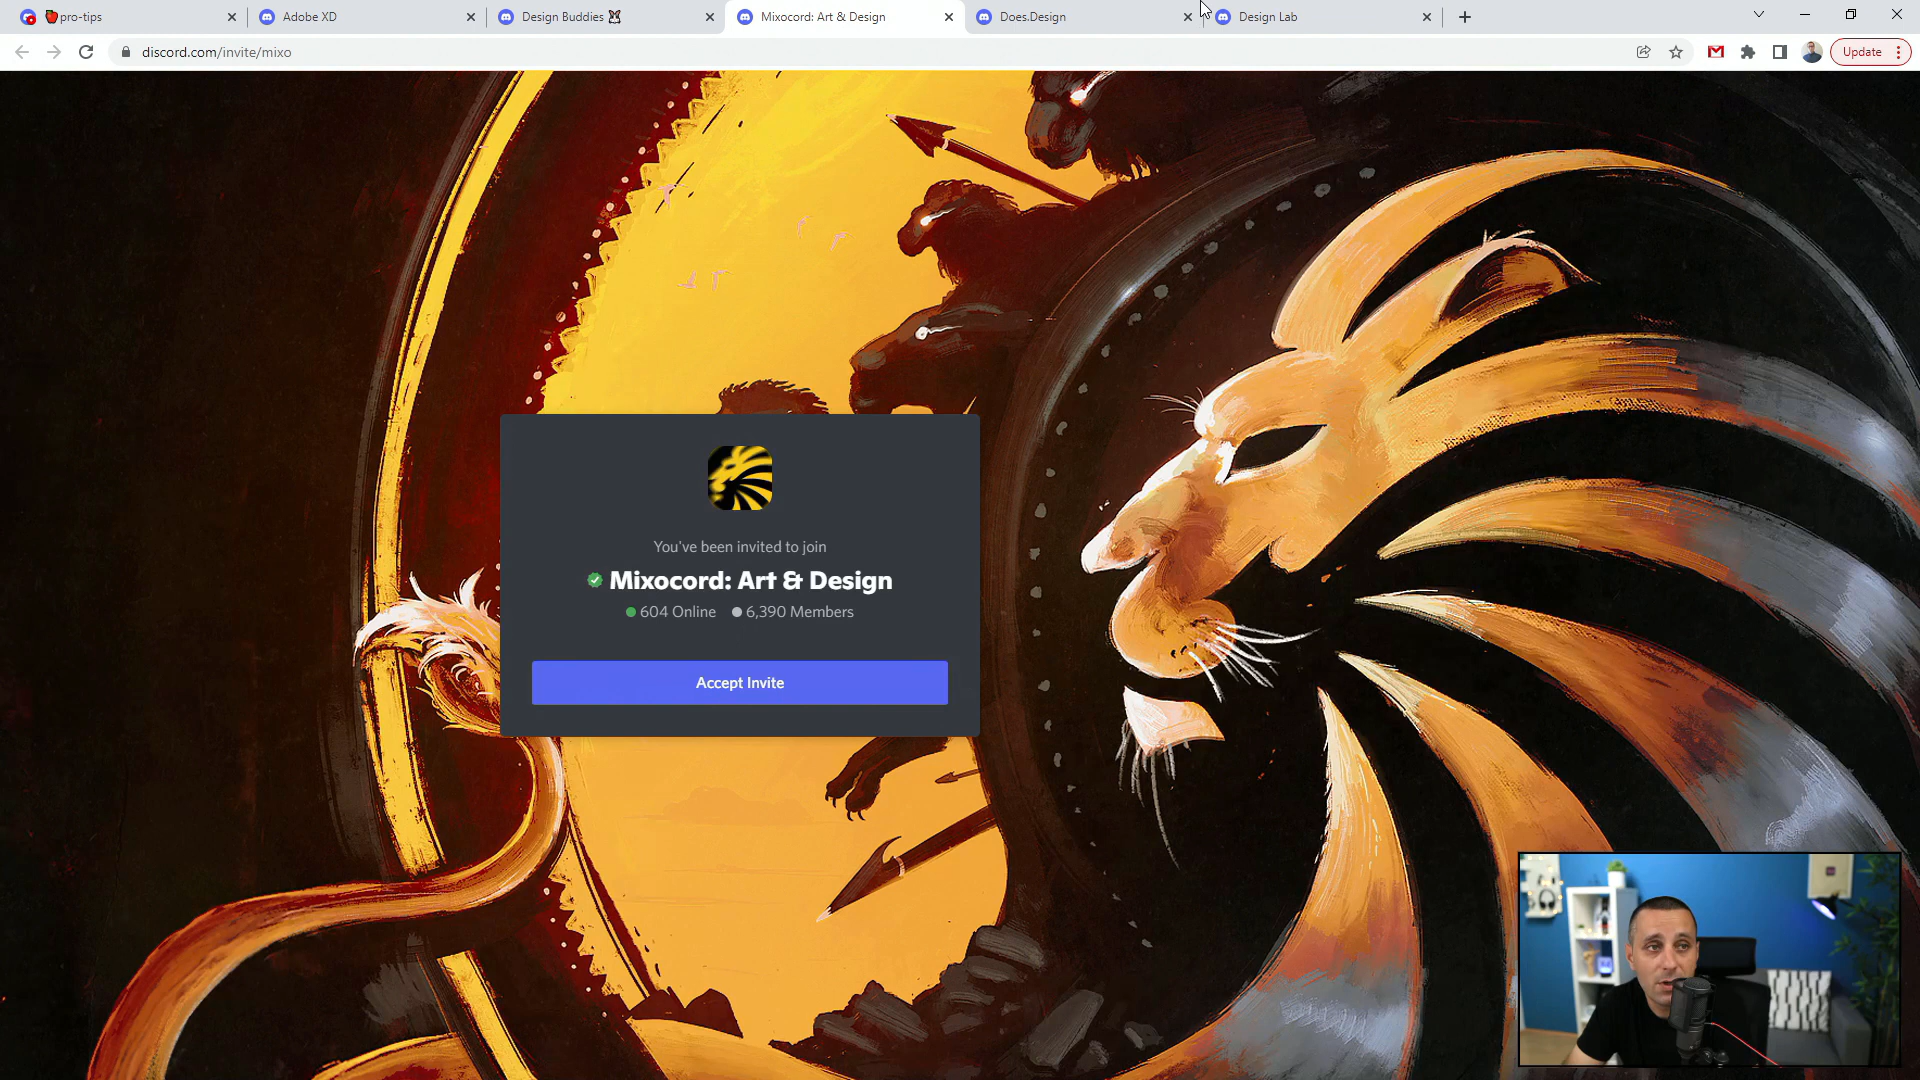 pro-tips
Adobe XD
Design Buddies
Mixocord: Art & Design
Does.Design
Design Lab
discord.com/invite/mixo
Update
You've been invited to join
Mixocord: Art & Design
604 Online
6,390 Members
Accept Invite